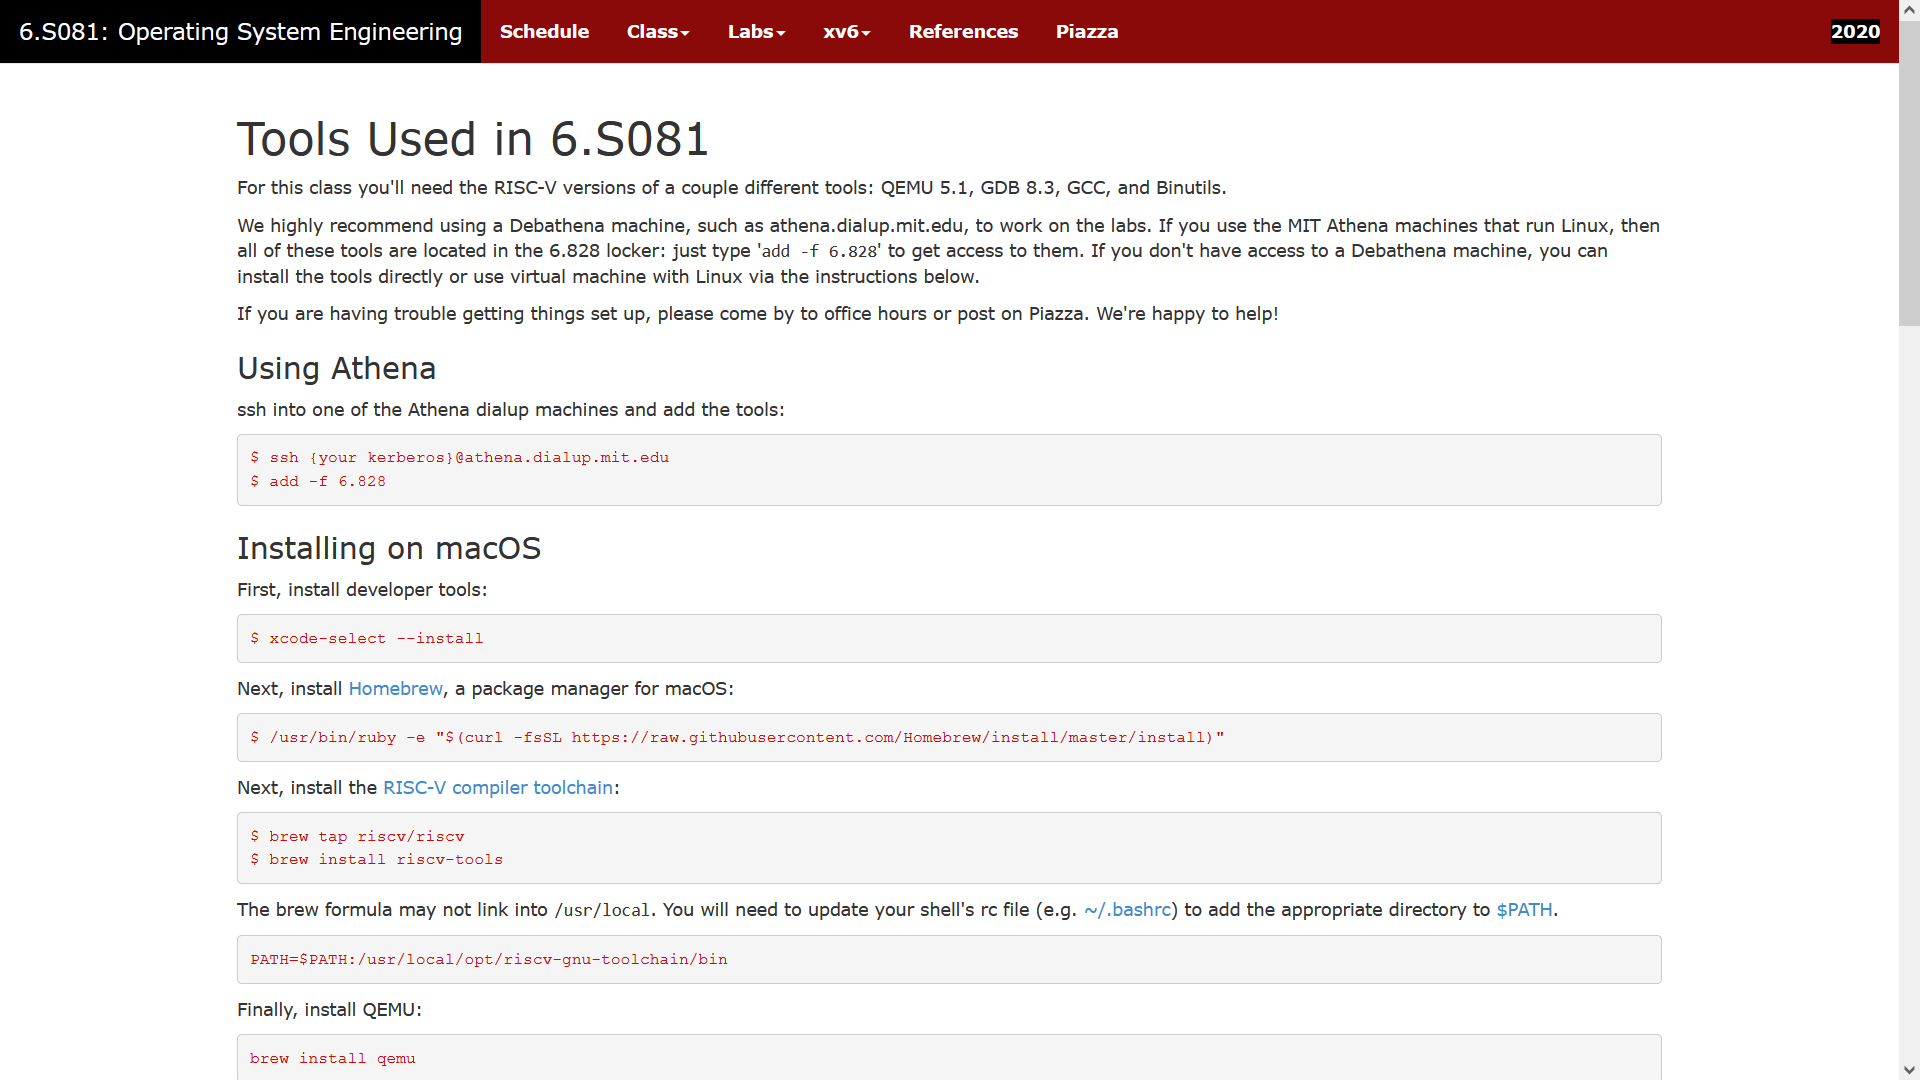 6.S081: Operating System Engineering Schedule Class Labs xv6 References Piazza 2020
Tools Used in 6.S081
For this class you'll need the RISC-V versions of a couple different tools: QEMU 5.1, GDB 8.3, GCC, and Binutils.
We highly recommend using a Debathena machine, such as athena.dialup.mit.edu, to work on the labs. If you use the MIT Athena machines that run Linux, then
all of these tools are located in the 6.828 locker: just type 'add -f 6.828' to get access to them. If you don't have access to a Debathena machine, you can
install the tools directly or use virtual machine with Linux via the instructions below.
If you are having trouble getting things set up, please come by to office hours or post on Piazza. We're happy to help!
Using Athena
ssh into one of the Athena dialup machines and add the tools:
$ ssh {your kerberos}@athena.dialup.mit.edu
$ add -f 6.828
Installing on macOS
First, install developer tools:
$ xcode-select --install
Next, install Homebrew, a package manager for macOS:
$ /usr/bin/ruby -e "$(curl -fsSL https://raw.githubusercontent.com/Homebrew/install/master/install)"
Next, install the RISC-V compiler toolchain:
$ brew tap riscv/riscv
$ brew install riscv-tools
The brew formula may not link into /usr/local. You will need to update your shell's rc file (e.g. ~/.bashrc) to add the appropriate directory to $PATH.
PATH=$PATH:/usr/local/opt/riscv-gnu-toolchain/bin
Finally, install QEMU:
brew install qemu